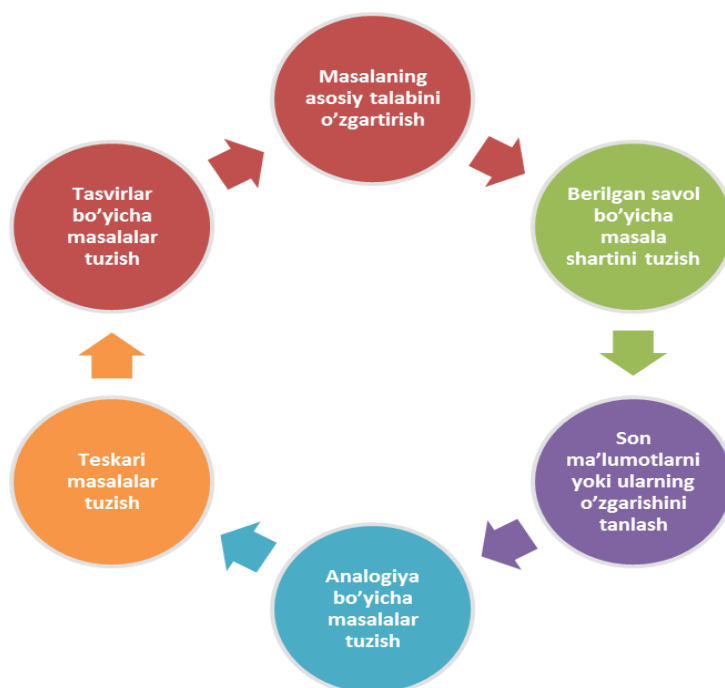 Masalaning
asosiy talabini
o'zgartirish
Berilgan savol
bo'yicha
masala
shartini tuzish
Son
ma'lumotlarni
yoki ularning
o'zgarishini
tanlash
Analogiya
bo'yicha
masalalar
tuzish
Teskari
masalalar
tuzish
Tasvirlar
bo'yicha
masalalar
tuzish